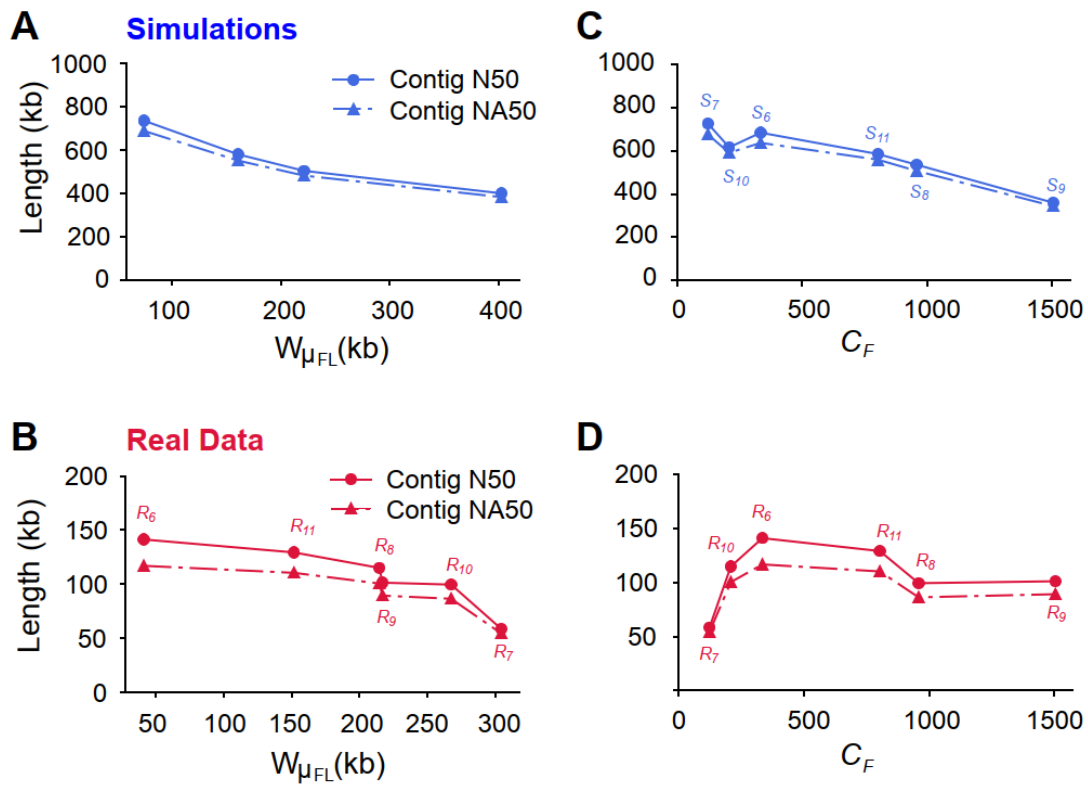 A Simulations
1000
800
600
400
200
0
Length (kb)
Contig N50
Contig NA50
100 200 300 400
WμFL(kb)
C
1000
800
600
400
200
0
S7
S10
S6
S11
S8
S9
0 500 1000 1500
CF
B Real Data
200
150
100
50
0
Length (kb)
Contig N50
Contig NA50
R6
R11
R8
R9
R10
R7
50 100 150 200 250 300
WμFL(kb)
D
200
150
100
50
R7
R10
R6
R11
R8
R9
0 500 1000 1500
CF